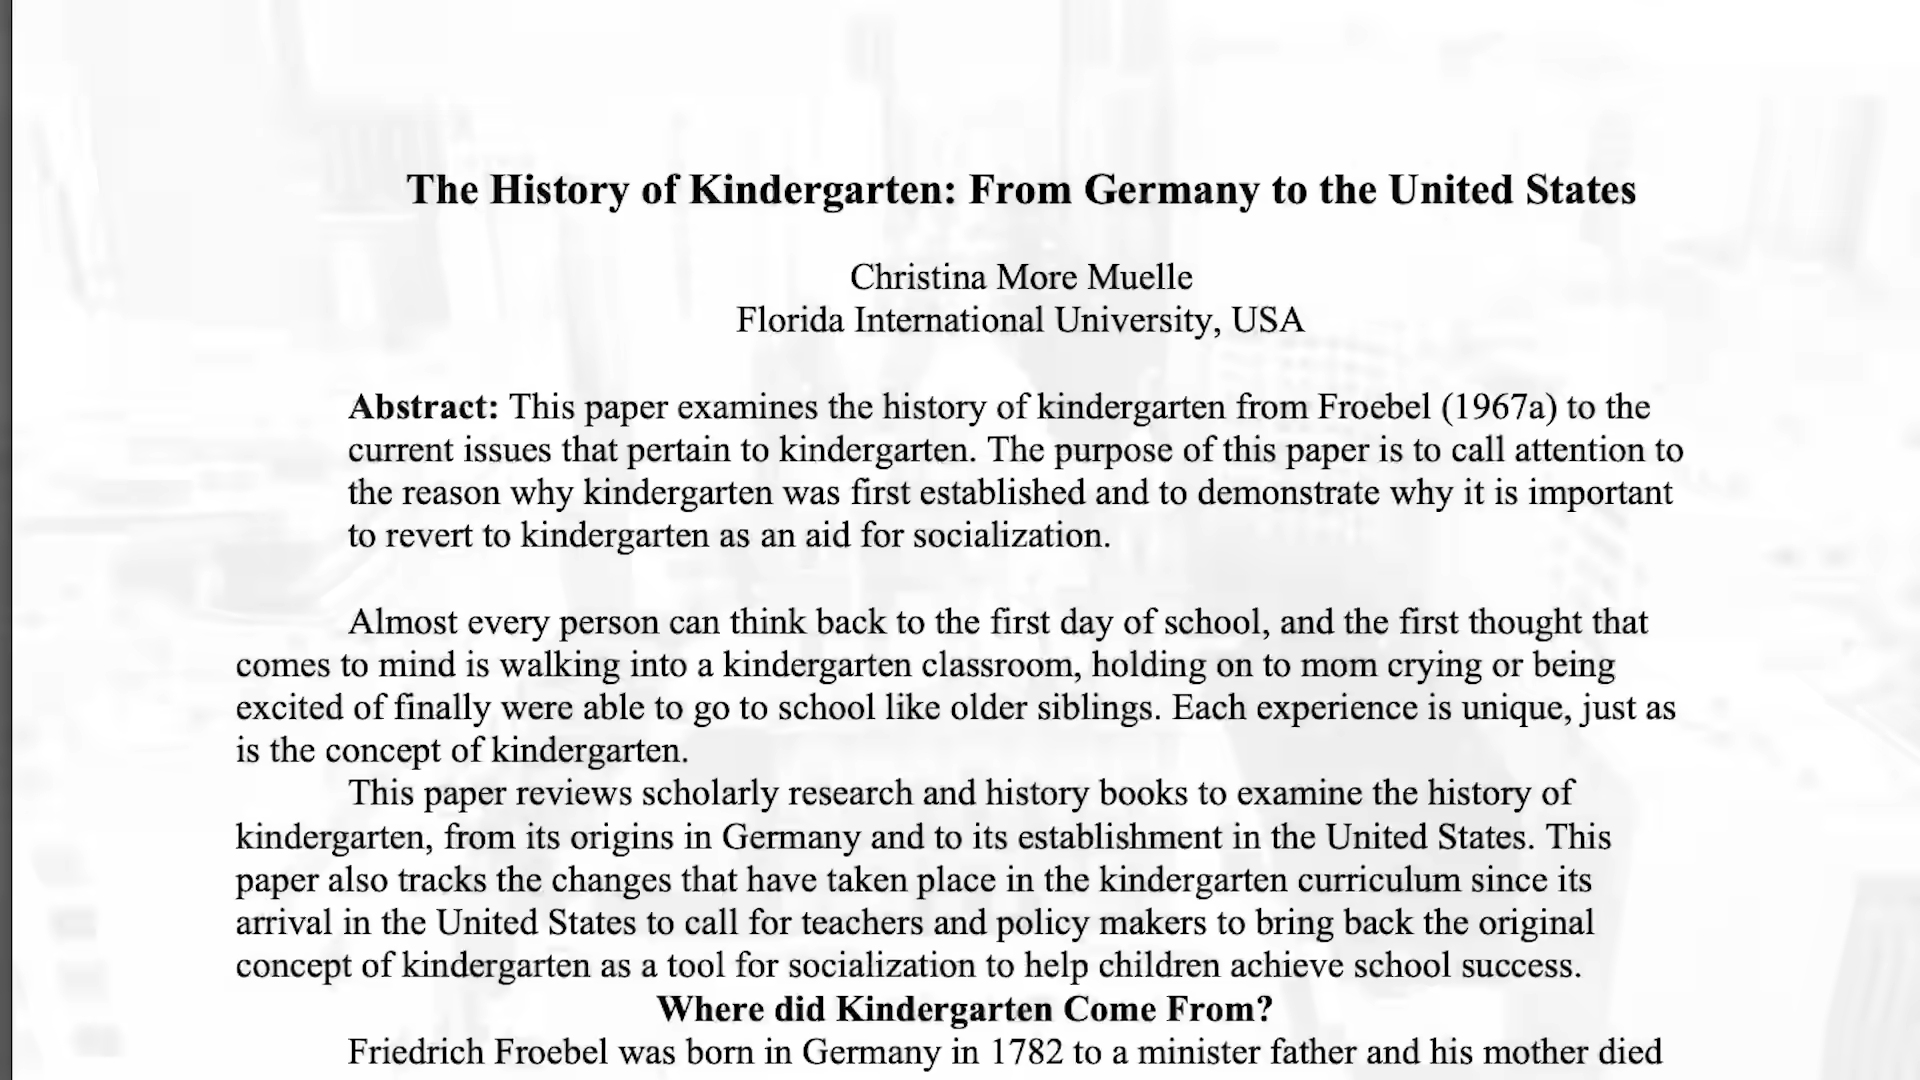 The History of Kindergarten: From Germany to the United States
Christina More Muelle
Florida International University, USA
Abstract: This paper examines the history of kindergarten from Froebel (1967a) to the
current issues that pertain to kindergarten. The purpose of this paper is to call attention to
the reason why kindergarten was first established and to demonstrate why it is important
to revert to kindergarten as an aid for socialization.
Almost every person can think back to the first day of school, and the first thought that
comes to mind is walking into a kindergarten classroom, holding on to mom crying or being
excited of finally were able to go to school like older siblings. Each experience is unique, just as
is the concept of kindergarten.
This paper reviews scholarly research and history books to examine the history of
kindergarten, from its origins in Germany and to its establishment in the United States. This
paper also tracks the changes that have taken place in the kindergarten curriculum since its
arrival in the United States to call for teachers and policy makers to bring back the original
concept of kindergarten as a tool for socialization to help children achieve school success.
Where did Kindergarten Come From?
Friedrich Froebel was born in Germany in 1782 to a minister father and his mother died